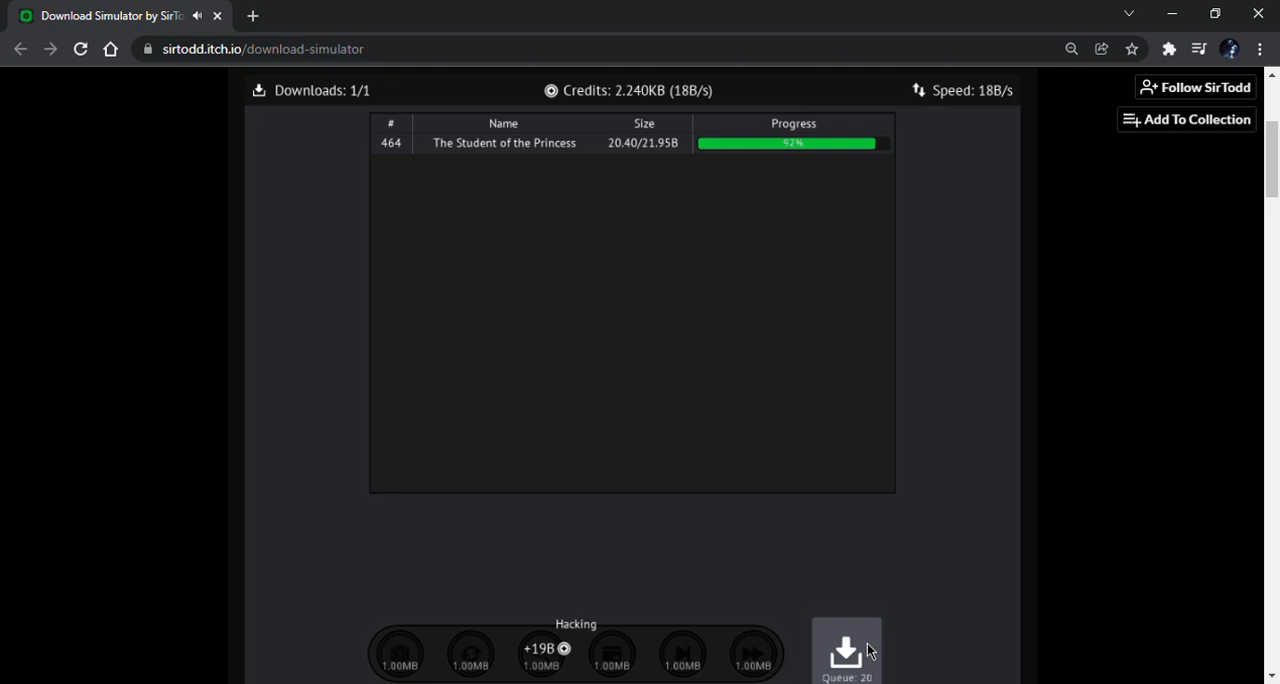 Download Simulator by SirTo
sirtodd.itch.io/download-simulator
Follow SirTodd
Add To Collection
Downloads: 1/1
Credits: 2.240KB (18B/s)
Speed: 18B/s
# Name Size Progress
464 The Student of the Princess 20.40/21.95B 92%
Hacking
+19B
1.00MB 1.00MB 1.00MB 1.00MB 1.00MB 1.00MB
Queue: 20